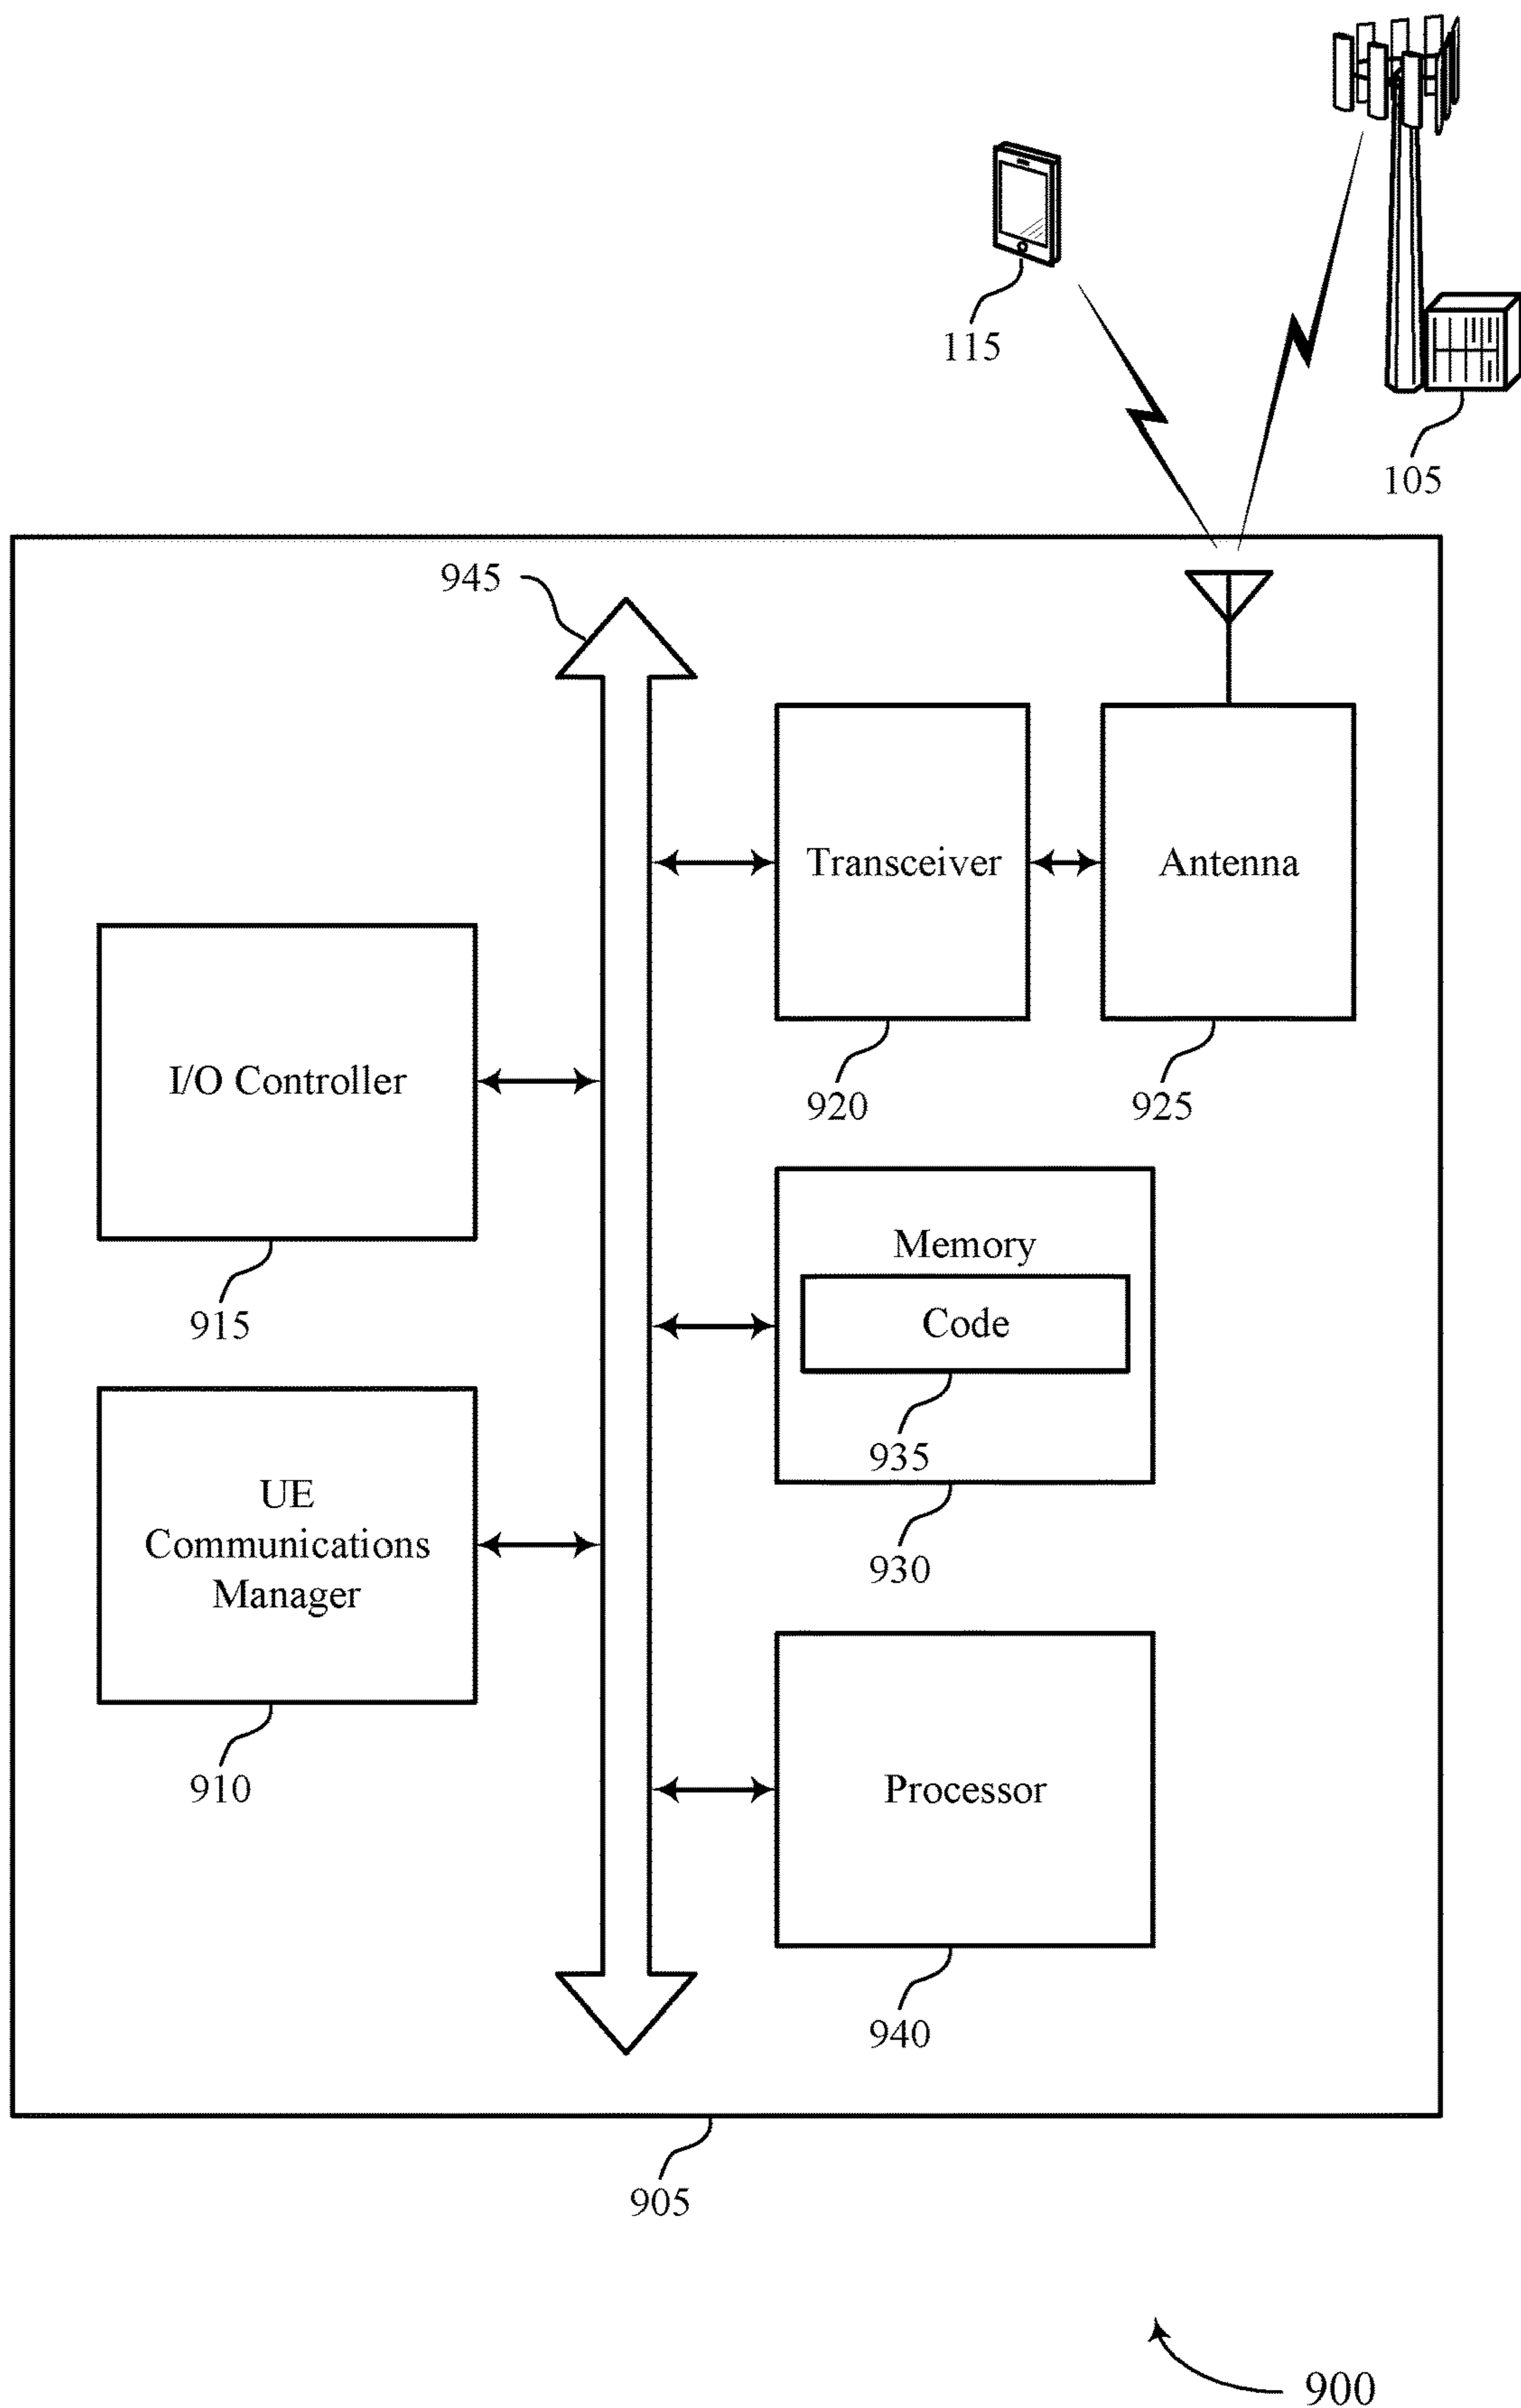 115
105
945
Transceiver
Antenna
I/O Controller
920
925
Memory
915
Code
935
UE
Communications
Manager
930
910
Processor
940
905
900